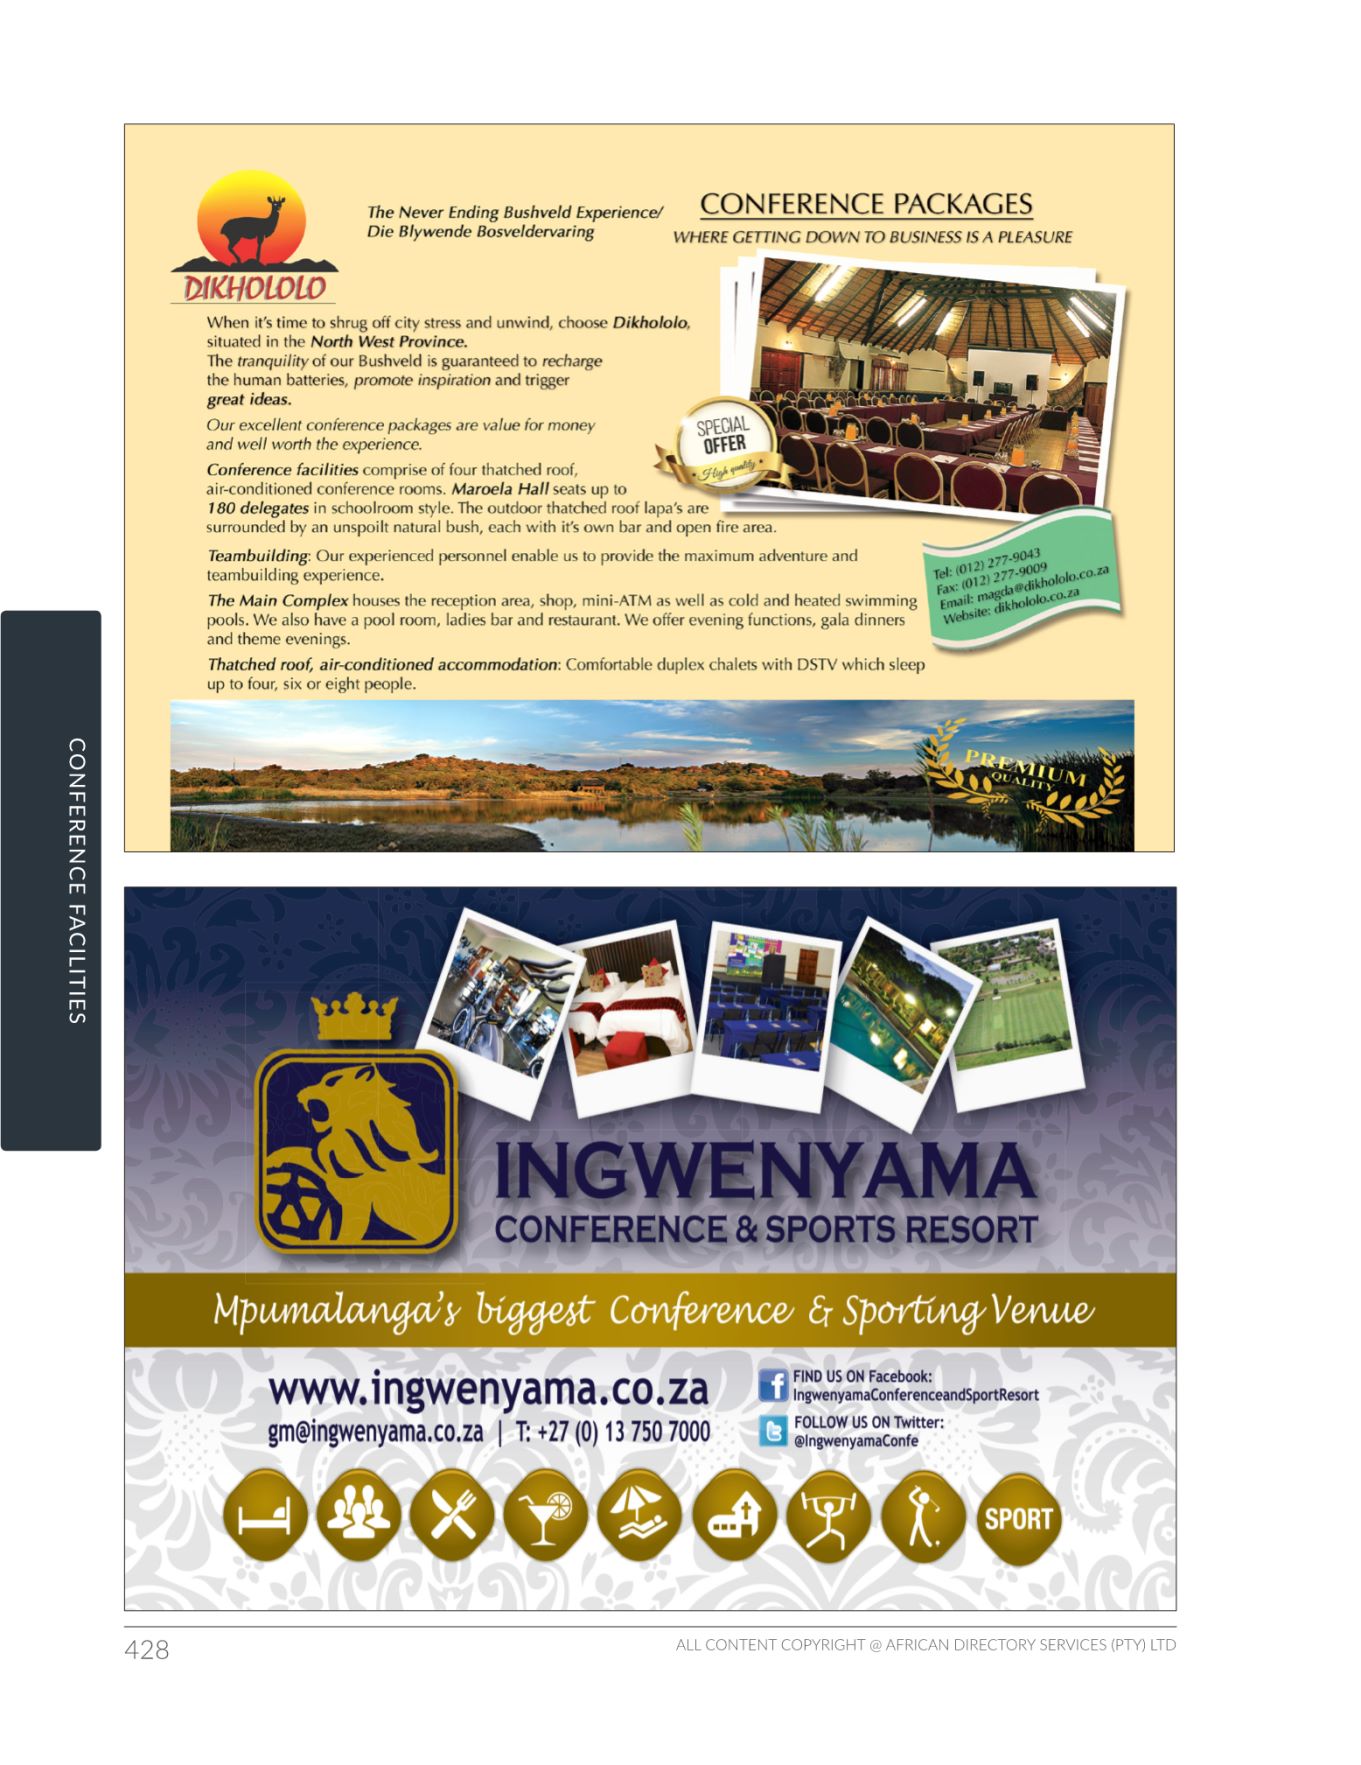 DIKHOLOLO
The Never Ending Bushveld Experience/
Die Blywende Bosveldervaring
CONFERENCE PACKAGES
WHERE GETTING DOWN TO BUSINESS IS A PLEASURE
When it's time to shrug off city stress and unwind, choose Dikhololo,
situated in the North West Province.
The tranquility of our Bushveld is guaranteed to recharge
the human batteries, promote inspiration and trigger
great ideas.
Our excellent conference packages are value for money
and well worth the experience.
Conference facilities comprise of four thatched roof,
air-conditioned conference rooms. Maroela Hall seats up to
180 delegates in schoolroom style. The outdoor thatched roof lapa's are
surrounded by an unspoilt natural bush, each with it's own bar and open fire area.
Teambuilding: Our experienced personnel enable us to provide the maximum adventure and
teambuilding experience.
The Main Complex houses the reception area, shop, mini-ATM as well as cold and heated swimming
pools. We also have a pool room, ladies bar and restaurant. We offer evening functions, gala dinners
and theme evenings.
Thatched roof, air-conditioned accommodation: Comfortable duplex chalets with DSTV which sleep
up to four, six or eight people.
SPECIAL
OFFER
High quality
Tel: (012) 277-9043
Fax: (012) 277-9009
Email: magda@dikhololo.co.za
Website: dikhololo.co.za
PREMIUM
QUALITY
CONFERENCE FACILITIES
INGWENYAMA
CONFERENCE & SPORTS RESORT
Mpumalanga's biggest Conference & Sporting Venue
www.ingwenyama.co.za
gm@ingwenyama.co.za | T: +27 (0) 13 750 7000
FIND US ON Facebook:
IngwenyamaConferenceandSportResort
FOLLOW US ON Twitter:
@IngwenyamaConfe
SPORT
428
ALL CONTENT COPYRIGHT @ AFRICAN DIRECTORY SERVICES (PTY) LTD